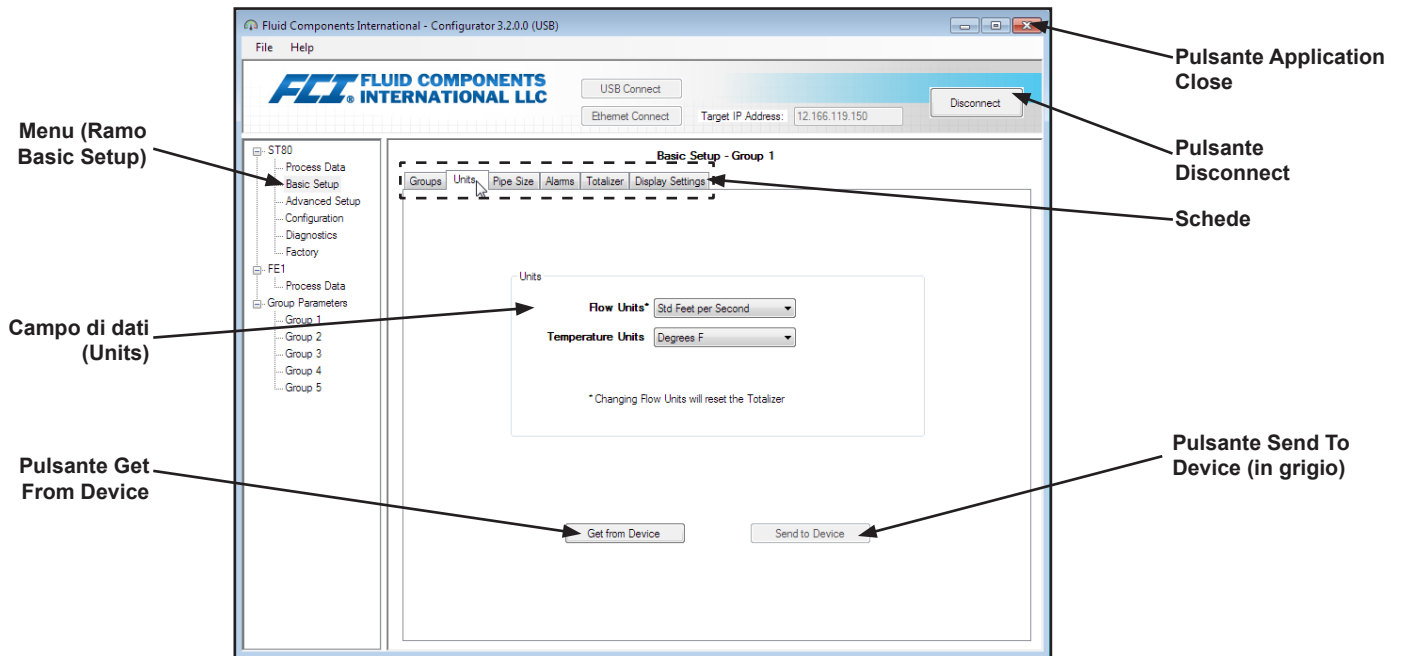 Fluid Components International - Configurator 3.2.0.0 (USB)
File Help
FCI® FLUID COMPONENTS
INTERNATIONAL LLC
USB Connect
Ethernet Connect
Target IP Address:
12.166.119.150
Disconnect
Pulsante Application
Close
Pulsante
Disconnect
Schede
Menu (Ramo
Basic Setup)
ST80
Process Data
Basic Setup
Advanced Setup
Configuration
Diagnostics
Factory
FE1
Process Data
Group Parameters
Group 1
Group 2
Group 3
Group 4
Group 5
Basic Setup - Group 1
Groups Units Pipe Size Alarms Totalizer Display Settings
Units
Flow Units* Std Feet per Second
Temperature Units Degrees F
* Changing Flow Units will reset the Totalizer
Campo di dati
(Units)
Pulsante Get
From Device
Get from Device
Send to Device
Pulsante Send To
Device (in grigio)